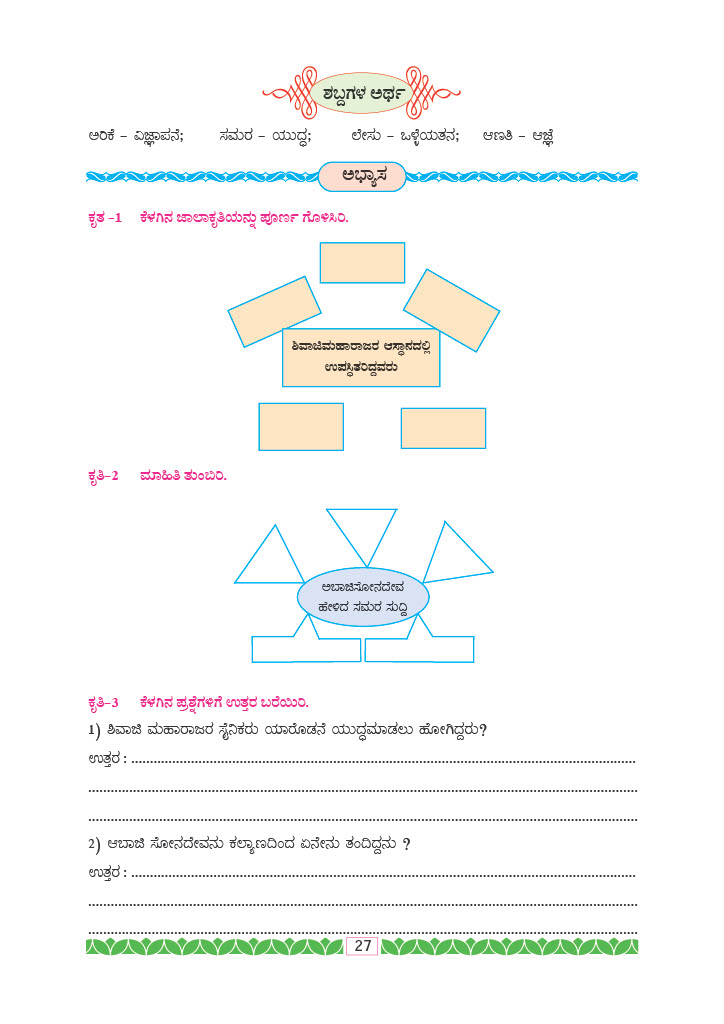 ಶಬ್ದಗಳ ಅರ್ಥ
ಅರಿಕೆ – ವಿಜ್ಞಾಪನೆ; ಸಮರ – ಯುದ್ಧ; ಲೇಸು – ಒಳ್ಳೆಯತನ; ಆಣತಿ – ಆಜ್ಞೆ
ಅಭ್ಯಾಸ
ಕೃತ –1 ಕೆಳಗಿನ ಜಾಲಾಕೃತಿಯನ್ನು ಪೂರ್ಣ ಗೊಳಿಸಿರಿ.
ಶಿವಾಜಿಮಹಾರಾಜರ ಆಸ್ಥಾನದಲ್ಲಿ
ಉಪಸ್ಥಿತರಿದ್ದವರು
ಕೃತಿ–2 ಮಾಹಿತಿ ತುಂಬಿರಿ.
ಅಬಾಜಿಸೋನದೇವ
ಹೇಳಿದ ಸಮರ ಸುದ್ದಿ
ಕೃತಿ–3 ಕೆಳಗಿನ ಪ್ರಶ್ನೆಗಳಿಗೆ ಉತ್ತರ ಬರೆಯಿರಿ.
1) ಶಿವಾಜಿ ಮಹಾರಾಜರ ಸೈನಿಕರು ಯಾರೊಡನೆ ಯುದ್ಧಮಾಡಲು ಹೋಗಿದ್ದರು?
ಉತ್ತರ : ........................................................................
........................................................................
........................................................................
2) ಆಬಾಜಿ ಸೋನದೇವನು ಕಲ್ಯಾಣದಿಂದ ಏನೇನು ತಂದಿದ್ದನು ?
ಉತ್ತರ : ........................................................................
........................................................................
........................................................................
27